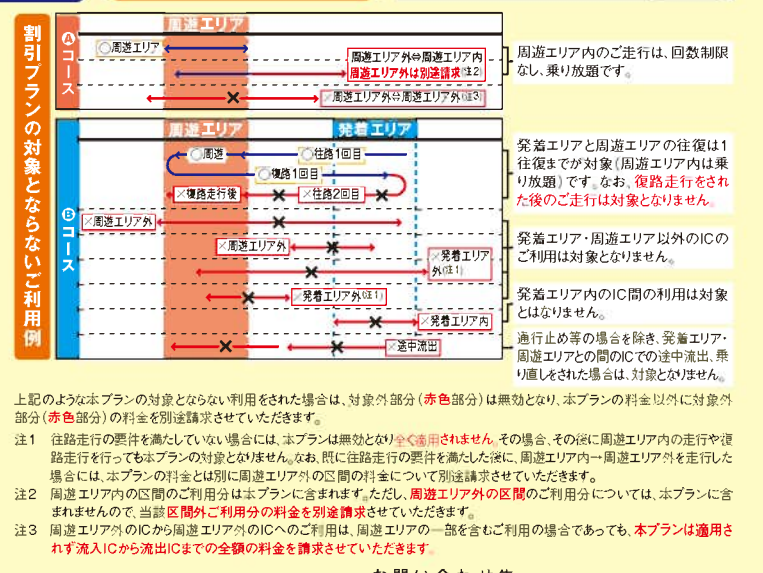 割引プランの対象とならないご利用例
Ⓐコース
周遊エリア
○周遊エリア
周遊エリア外⇔周遊エリア内
周遊エリア外は別途請求(注2)
×周遊エリア外⇔周遊エリア外(注3)
周遊エリア内のご走行は、回数制限
なし、乗り放題です。
Ⓑコース
周遊エリア
発着エリア
○周遊
○往路1回目
○復路1回目
×復路走行後
×往路2回目
×周遊エリア外
×周遊エリア外
×発着エリア
外(注1)
×発着エリア外(注1)
×発着エリア内
×途中流出
発着エリアと周遊エリアの往復は1
往復までが対象(周遊エリア内は乗
り放題)です。なお、復路走行をされ
た後のご走行は対象となりません。
発着エリア・周遊エリア以外のICの
ご利用は対象となりません。
発着エリア内のIC間の利用は対象
とはなりません。
通行止め等の場合を除き、発着エリア・
周遊エリアとの間のICでの途中流出、乗
り直しをされた場合は、対象となりません。
上記のような本プランの対象とならない利用をされた場合は、対象外部分(赤色部分)は無効となり、本プランの料金以外に対象外
部分(赤色部分)の料金を別途請求させていただきます。
注1 往路走行の要件を満たしていない場合には、本プランは無効となり全く適用されません。その場合、その後に周遊エリア内の走行や復
路走行を行っても本プランの対象となりません。なお、既に往路走行の要件を満たした後に、周遊エリア内→周遊エリア外を走行した
場合には、本プランの料金とは別に周遊エリア外の区間の料金について別途請求させていただきます。
注2 周遊エリア内の区間のご利用分は本プランに含まれます。ただし、周遊エリア外の区間のご利用分については、本プランに含
まれませんので、当該区間外ご利用分の料金を別途請求させていただきます。
注3 周遊エリア外のICから周遊エリア外のICへのご利用は、周遊エリアの一部を含むご利用の場合であっても、本プランは適用さ
れず流入ICから流出ICまでの全額の料金を請求させていただきます。